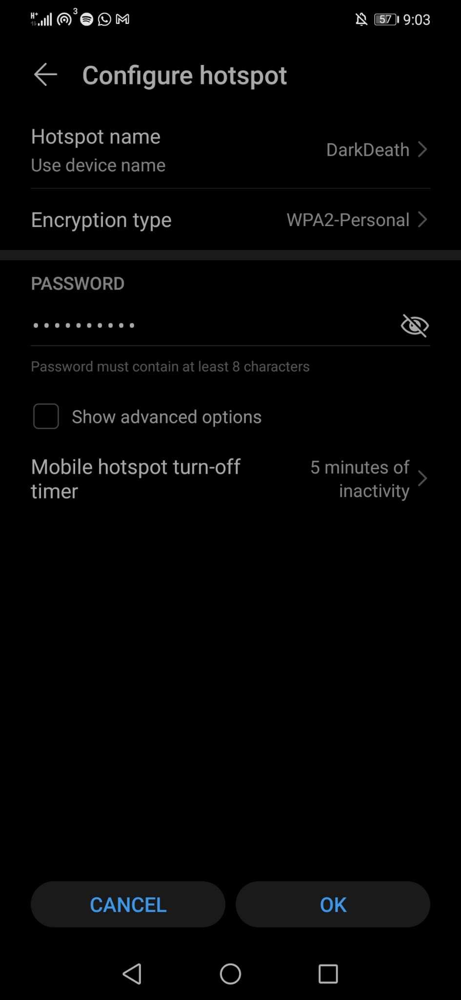 H+ 3 57 9:03
Configure hotspot
Hotspot name
Use device name
DarkDeath
Encryption type
WPA2-Personal
PASSWORD
••••••••••
Password must contain at least 8 characters
Show advanced options
Mobile hotspot turn-off
timer
5 minutes of
inactivity
CANCEL
OK